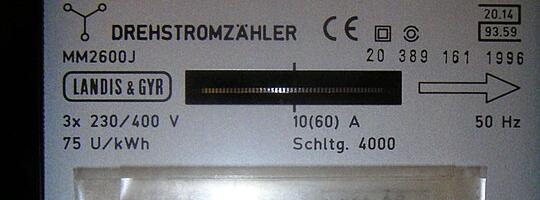 20.14
DREHSTROMZÄHLER CE 93.59
MM2600J 20 389 161 1996
LANDIS & GYR
3x 230/400 V 10(60) A 50 Hz
75 U/kWh Schltg. 4000